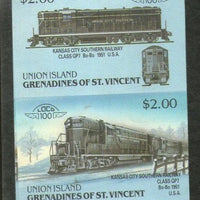 $2.00
KANSAS CITY SOUTHERN RAILWAY
CLASS GP7 Bo-Bo 1951 U.S.A.
UNION ISLAND
GRENADINES OF ST. VINCENT
LOCO
100
$2.00
KANSAS CITY SOUTHERN RAILWAY
CLASS GP7
Bo-Bo 1951
U.S.A.
UNION ISLAND
GRENADINES OF ST. VINCENT